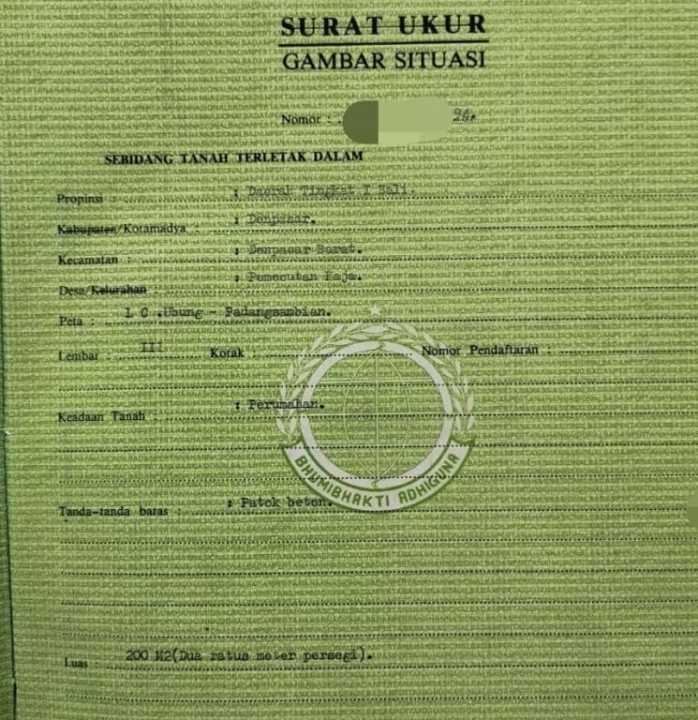 SURAT UKUR
GAMBAR SITUASI
Nomor :
SEBIDANG TANAH TERLETAK DALAM
Propinsi : : Daerah Tingkat I Bali.
Kabupaten/Kotamadya : : Denpasar.
Kecamatan : : Denpasar Barat.
Desa/Kelurahan : : Pemecutan Kaja.
Peta : L C .Ubung - Padangsambian.
Lembar : III Kotak : Nomor Pendaftaran :
Keadaan Tanah : : Perumahan.
BHUMIBHAKTI ADHIGUNA
Tanda-tanda batas : : Patok beton.
Luas : 200 M2(Dua ratus meter persegi).